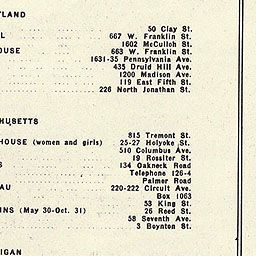 TLAND
50 Clay St.
L 667 W. Franklin St.
1602 McCulloh St.
OUSE 663 W. Franklin St.
1631-35 Pennsylvania Ave.
435 Druid Hill Ave.
1200 Madison Ave.
119 East Fifth St.
226 North Jonathan St.
HUSETTS
815 Tremont St.
HOUSE (women and girls) 25-27 Holyoke St.
510 Columbus Ave.
19 Rossiter St.
S 134 Oakneck Road
Telephone 126-4
Palmer Road
AU 220-222 Circuit Ave.
Box 1063
53 King St.
INS (May 30-Oct. 31) 26 Reed St.
58 Seventh Ave.
3 Boynton St.
IGAN